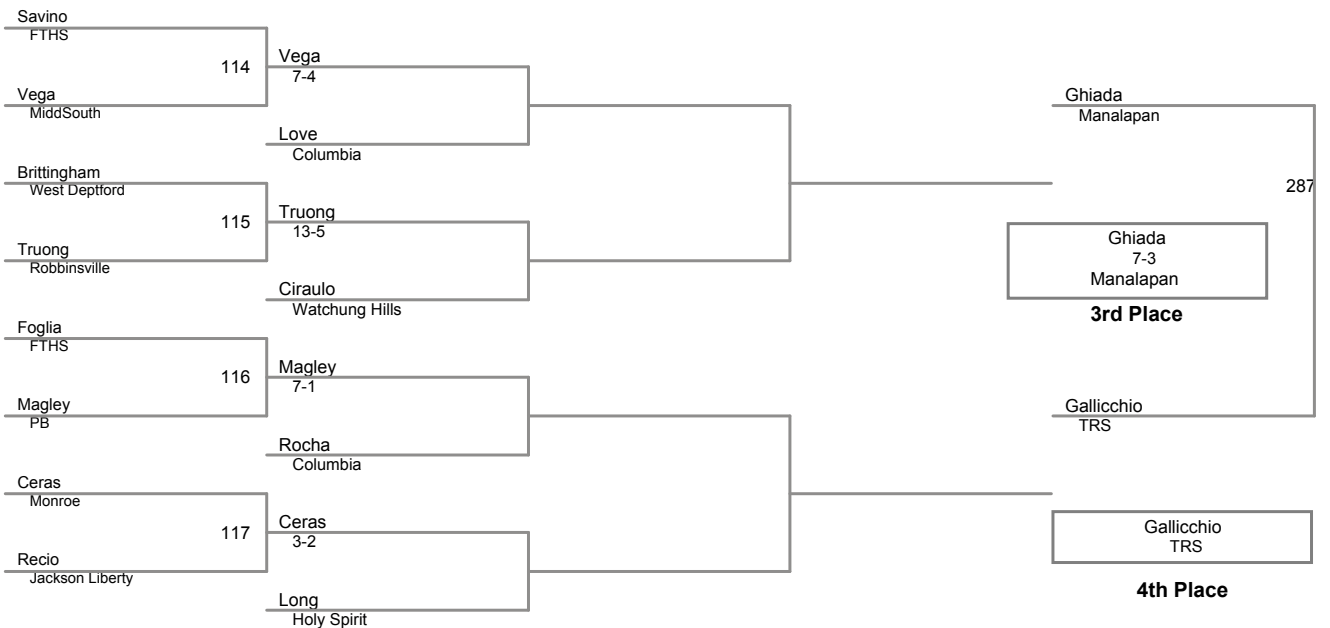 Savino
FTHS
114
Vega
7-4
Vega
MiddSouth
Love
Columbia
Brittingham
West Deptford
115
Truong
13-5
Truong
Robbinsville
Ciraulo
Watchung Hills
Foglia
FTHS
116
Magley
7-1
Magley
PB
Rocha
Columbia
Ceras
Monroe
117
Ceras
3-2
Recio
Jackson Liberty
Long
Holy Spirit
Ghiada
Manalapan
287
Ghiada
7-3
Manalapan
3rd Place
Gallicchio
TRS
Gallicchio
TRS
4th Place